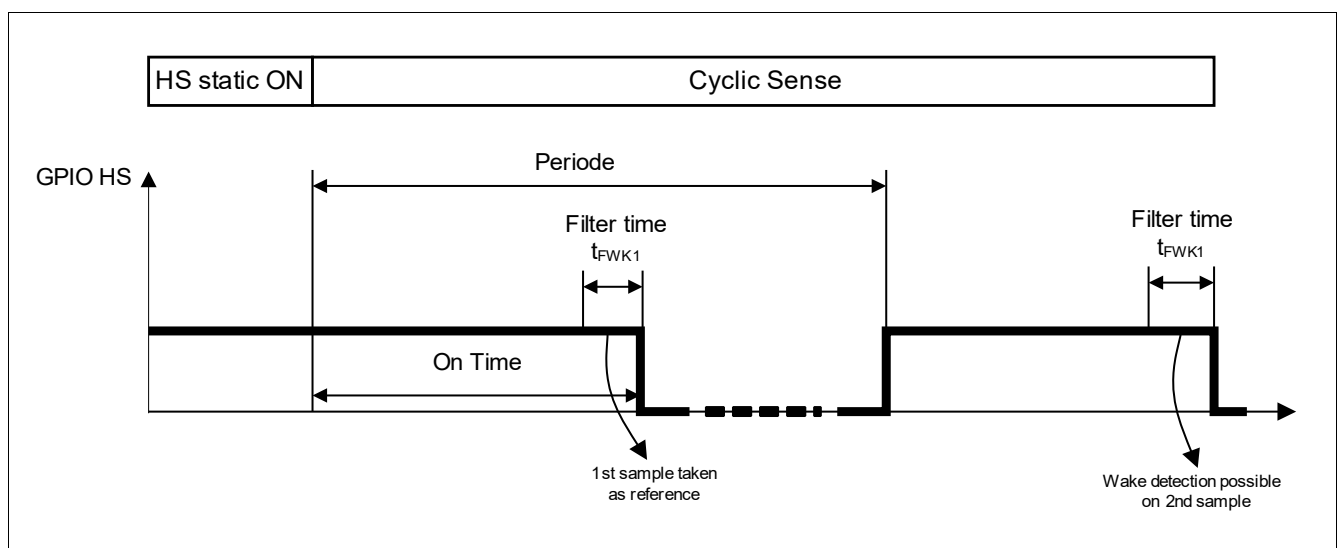 HS static ON
Cyclic Sense
Periode
GPIO HS
Filter time
tFWK1
Filter time
tFWK1
On Time
1st sample taken
as reference
Wake detection possible
on 2nd sample